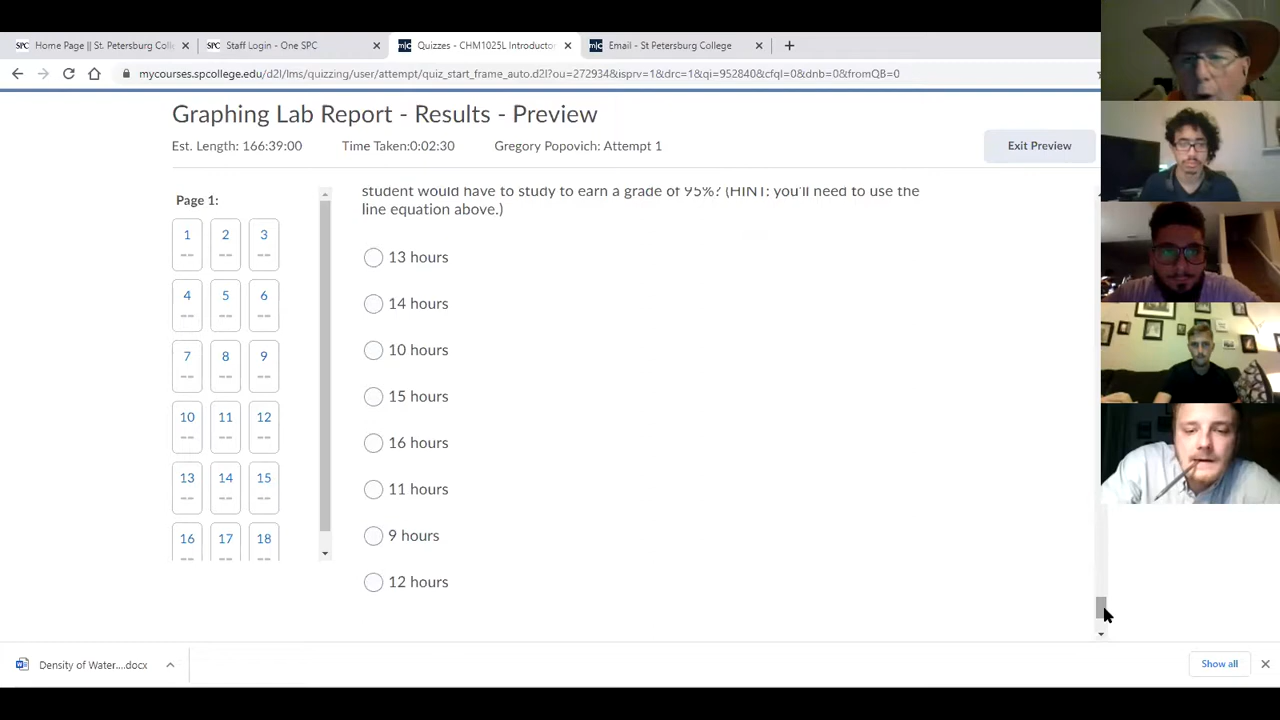 SPC Home Page || St. Petersburg Coll
SPC Staff Login - One SPC
m|c Quizzes - CHM1025L Introductor
m|c Email - St Petersburg College
mycourses.spcollege.edu/d2l/lms/quizzing/user/attempt/quiz_start_frame_auto.d2l?ou=272934&isprv=1&drc=1&qi=952840&cfql=0&dnb=0&fromQB=0
Graphing Lab Report - Results - Preview
Est. Length: 166:39:00 Time Taken:0:02:30 Gregory Popovich: Attempt 1
Exit Preview
Page 1:
1 2 3
-- -- --
4 5 6
-- -- --
7 8 9
-- -- --
10 11 12
-- -- --
13 14 15
-- -- --
16 17 18
student would have to study to earn a grade of 95%? (HINT: you'll need to use the
line equation above.)
13 hours
14 hours
10 hours
15 hours
16 hours
11 hours
9 hours
12 hours
Density of Water....docx
Show all